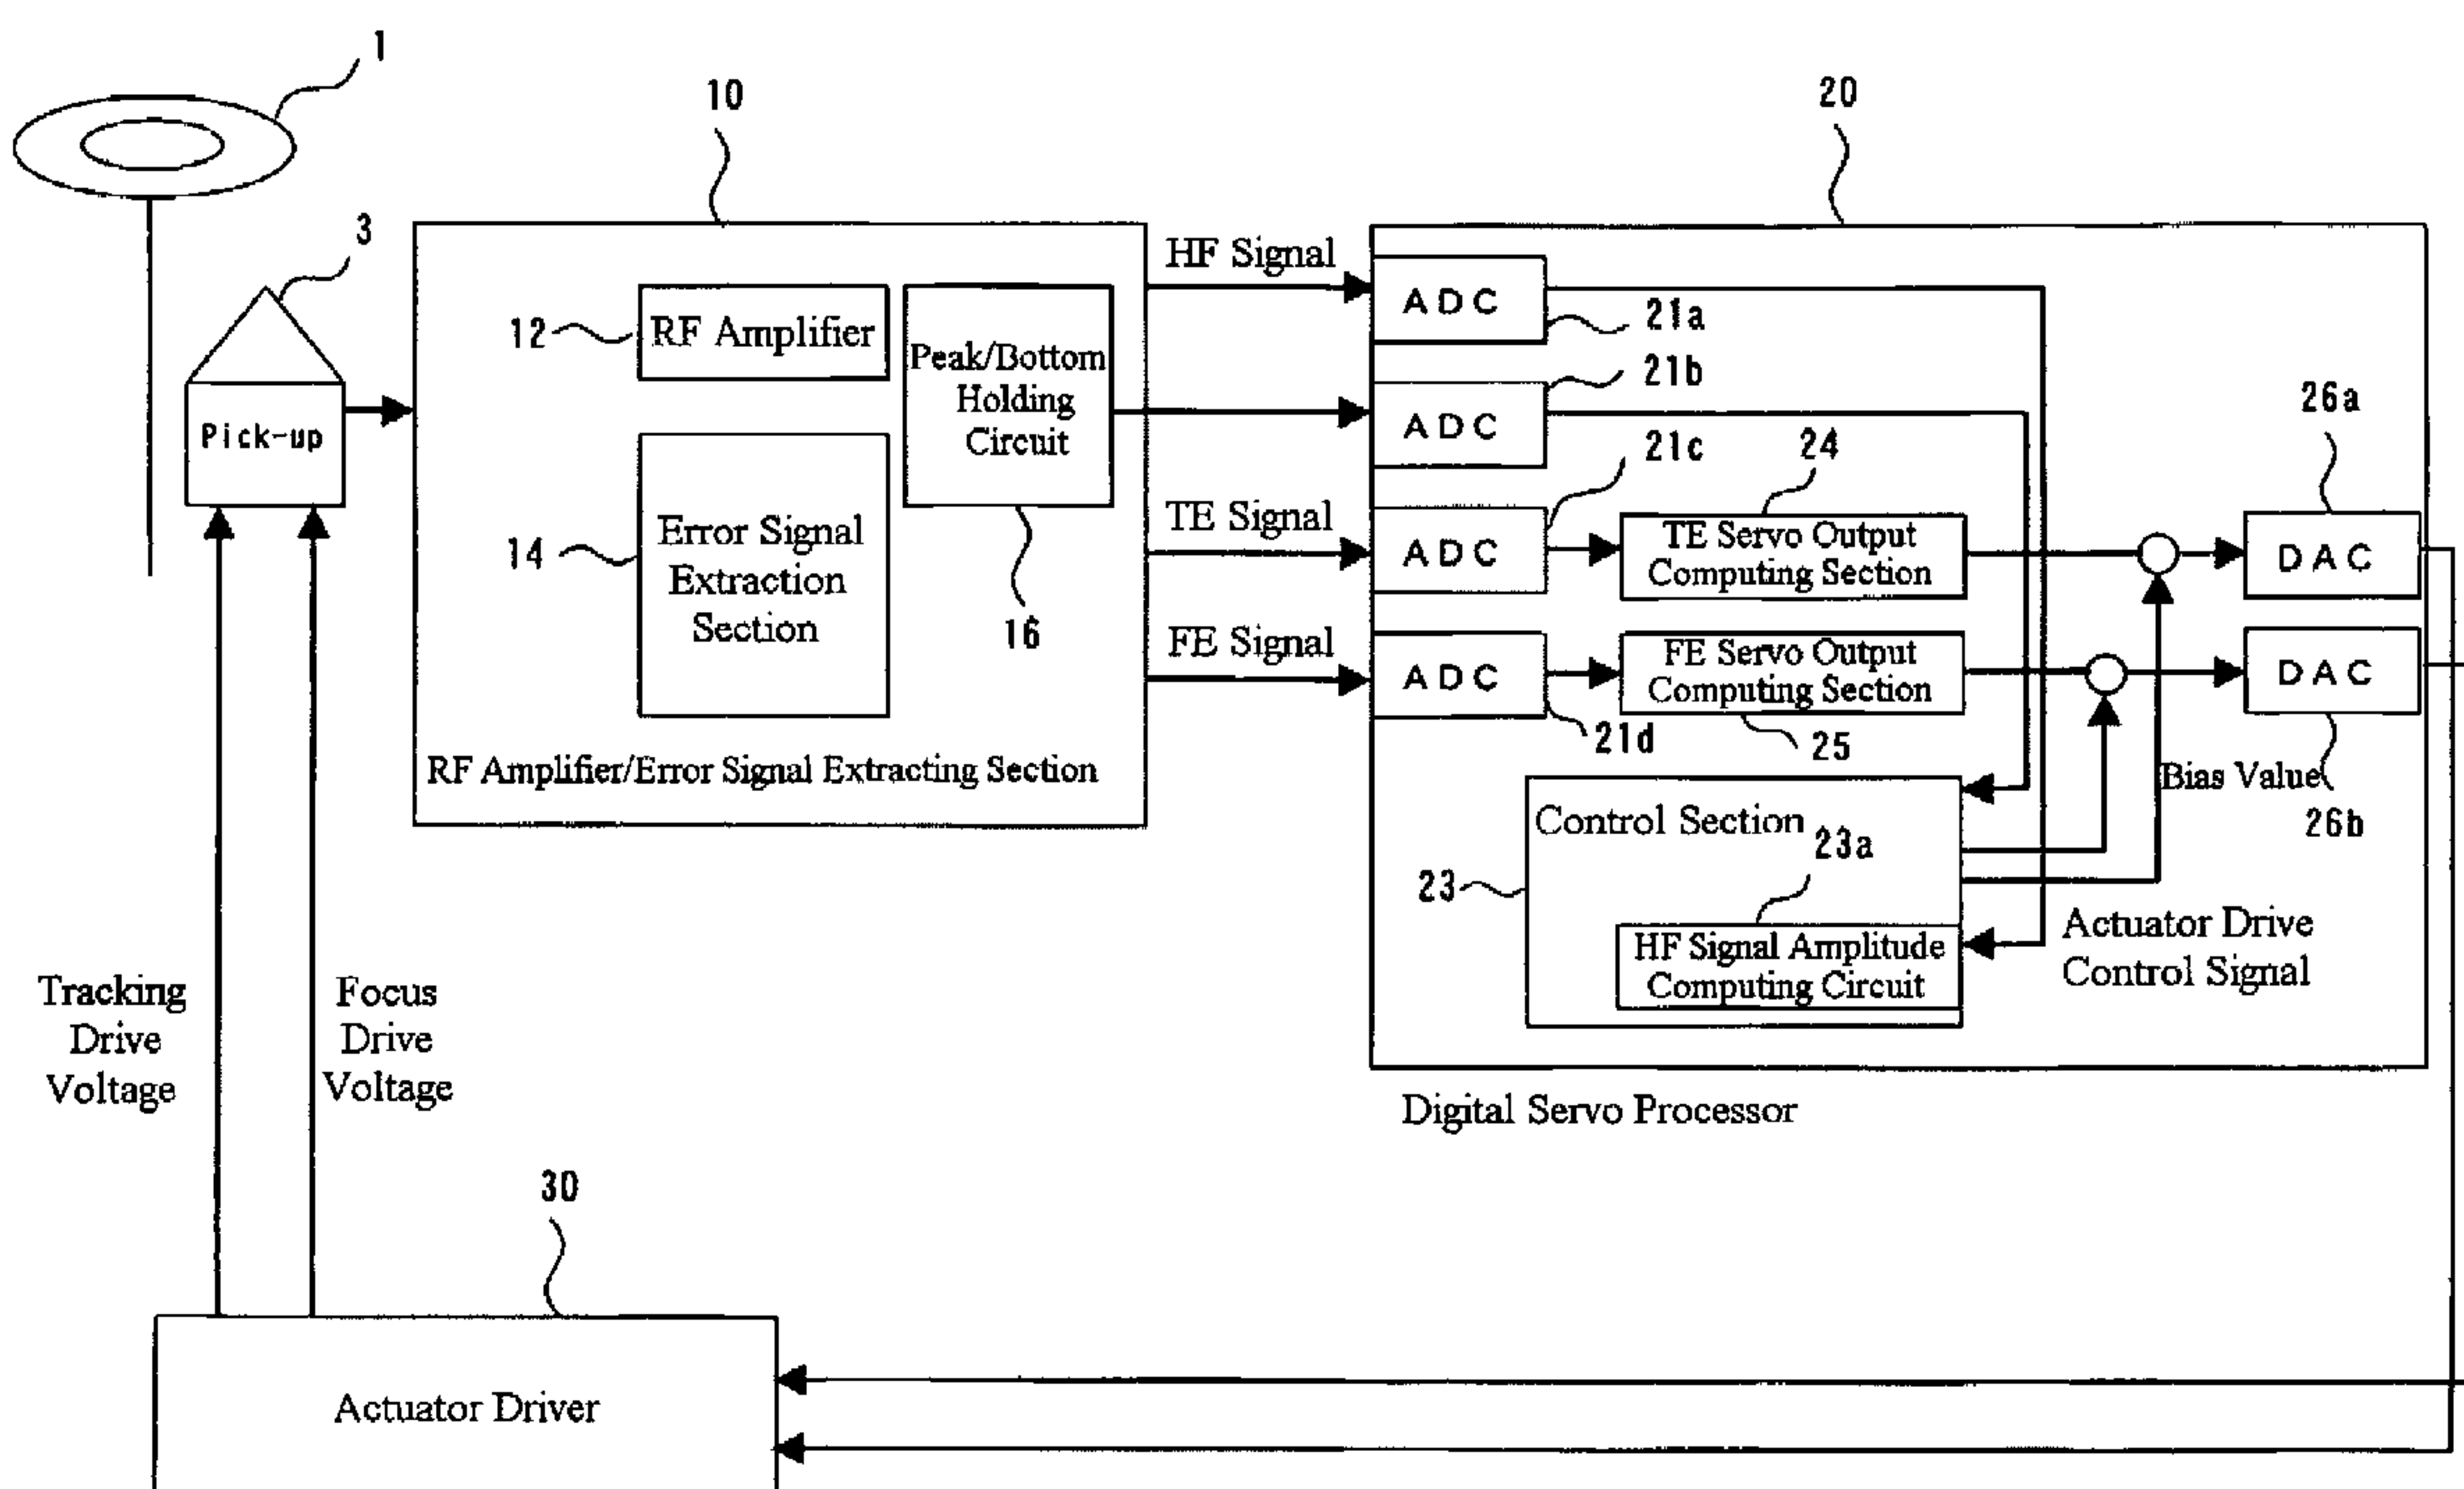 1
10
20
3
HF Signal
ADC
21a
12
RF Amplifier
Peak/Bottom
Holding
Circuit
21b
ADC
26a
Pick-up
21c
24
TE Signal
ADC
TE Servo Output
Computing Section
DAC
14
Error Signal
Extraction
Section
16
FE Signal
ADC
FE Servo Output
Computing Section
DAC
21d
25
RF Amplifier/Error Signal Extracting Section
Bias Value
26b
Control Section
23a
23
HF Signal Amplitude
Computing Circuit
Actuator Drive
Control Signal
Tracking
Drive
Voltage
Focus
Drive
Voltage
Digital Servo Processor
30
Actuator Driver